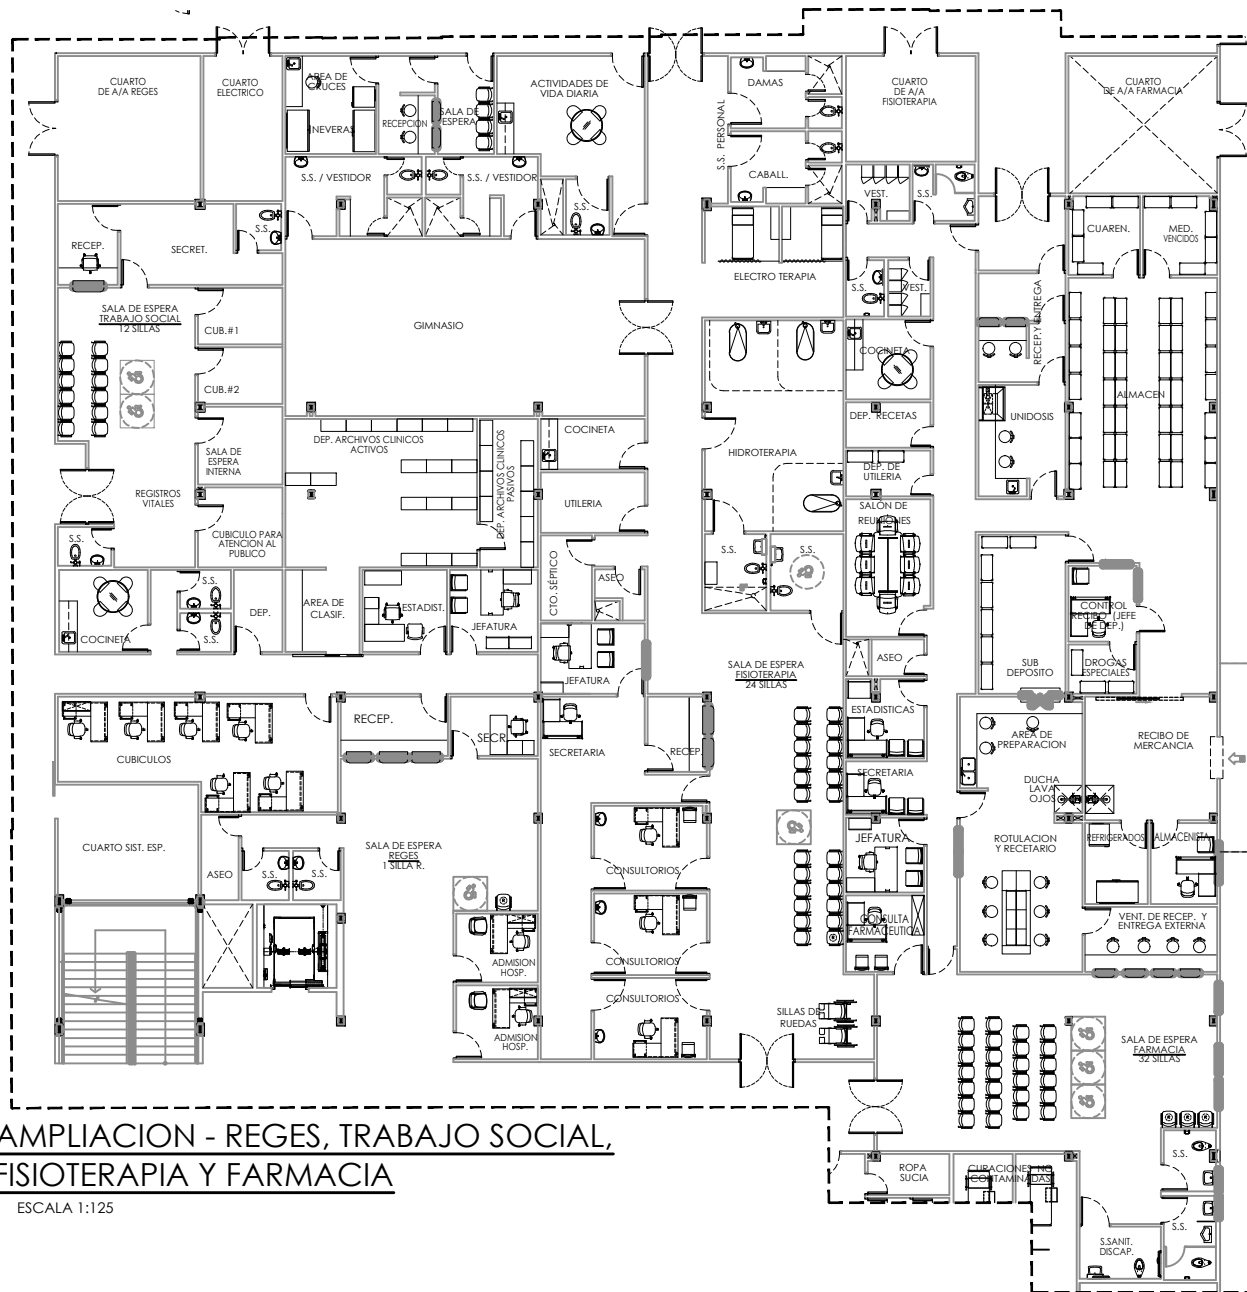 CUARTO
DE A/A REGES
CUARTO
ELECTRICO
AREA DE
CRUCES
NEVERAS
RECEPCION
SALA DE
ESPERA
ACTIVIDADES DE
VIDA DIARIA
S.S. PERSONAL
DAMAS
CABALL.
CUARTO
DE A/A
FISIOTERAPIA
CUARTO
DE A/A FARMACIA
S.S. / VESTIDOR
S.S. / VESTIDOR
S.S.
VEST.
S.S.
CUAREN.
MED.
VENCIDOS
RECEP.
SECRET.
S.S.
ELECTRO TERAPIA
S.S.
VEST.
RECEP.Y ENTREGA
SALA DE ESPERA
TRABAJO SOCIAL
12 SILLAS
CUB.#1
CUB.#2
GIMNASIO
COCINETA
ALMACEN
DEP. RECETAS
UNIDOSIS
SALA DE
ESPERA
INTERNA
DEP. ARCHIVOS CLINICOS
ACTIVOS
DEP. ARCHIVOS CLINICOS
PASIVOS
COCINETA
HIDROTERAPIA
DEP. DE
UTILERIA
REGISTROS
VITALES
UTILERIA
SALON DE
REUNIONES
CUBICULO PARA
ATENCION AL
PUBLICO
S.S.
S.S.
S.S.
CTO. SÉPTICO
ASEO
COCINETA
S.S.
S.S.
DEP.
AREA DE
CLASIF.
ESTADIST.
JEFATURA
CONTROL
RECIBO (JEFE
DE DEP.)
SUB
DEPOSITO
DROGAS
ESPECIALES
JEFATURA
SALA DE ESPERA
FISIOTERAPIA
24 SILLAS
ASEO
ESTADISTICAS
RECEP.
SECR.
SECRETARIA
RECEP.
CUBICULOS
AREA DE
PREPARACION
RECIBO DE
MERCANCIA
SECRETARIA
DUCHA
LAVA
OJOS
CUARTO SIST. ESP.
SALA DE ESPERA
REGES
1 SILLA R.
JEFATURA
ROTULACION
Y RECETARIO
REFRIGERADOS
ALMACENISTA
ASEO
S.S.
S.S.
CONSULTORIOS
CONSULTA
FARMACEUTICA
VENT. DE RECEP. Y
ENTREGA EXTERNA
ADMISION
HOSP.
CONSULTORIOS
CONSULTORIOS
ADMISION
HOSP.
SILLAS DE
RUEDAS
SALA DE ESPERA
FARMACIA
32 SILLAS
AMPLIACION - REGES, TRABAJO SOCIAL,
FISIOTERAPIA Y FARMACIA
ESCALA 1:125
ROPA
SUCIA
CURACIONES NO
CONTAMINADAS
S.S.
S.S.
S.SANIT.
DISCAP.